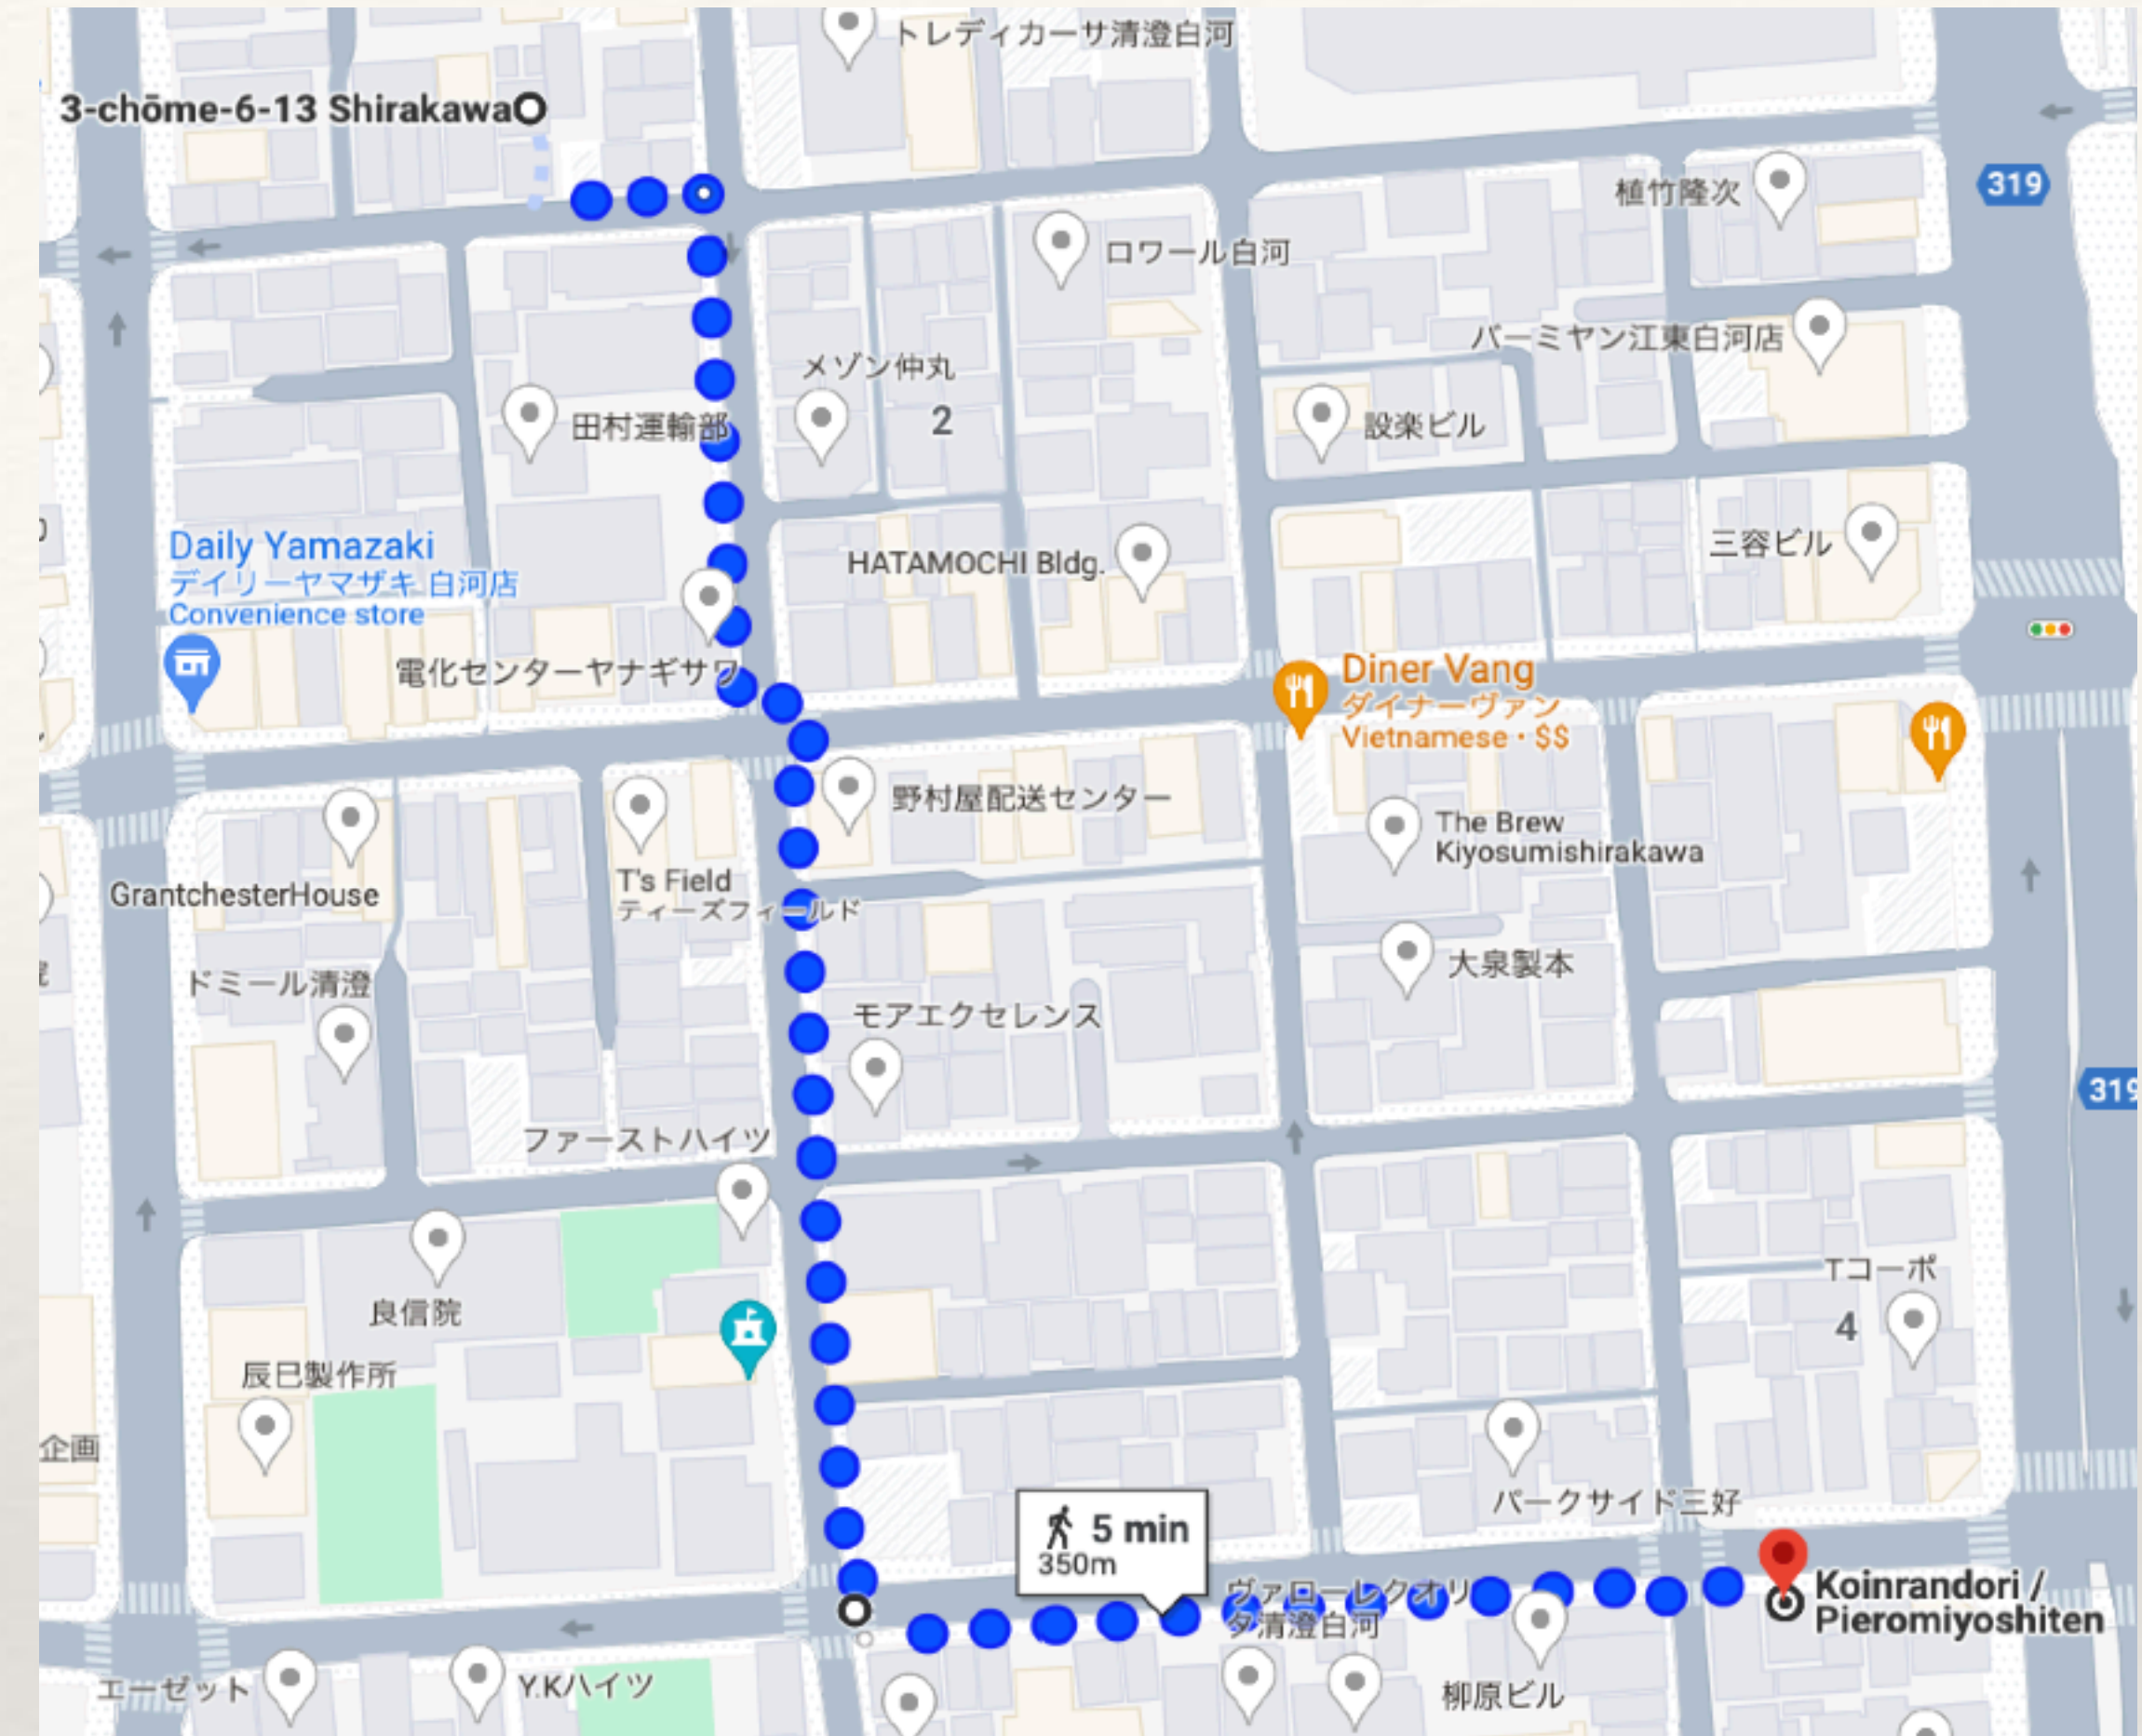 トレディカーサ清澄白河
3-chōme-6-13 Shirakawa
319
植竹隆次
ロワール白河
バーミヤン江東白河店
メゾン仲丸
2
田村運輸部
設楽ビル
Daily Yamazaki
デイリーヤマザキ 白河店
Convenience store
HATAMOCHI Bldg.
三容ビル
電化センターヤナギサワ
Diner Vang
ダイナーヴァン
Vietnamese・$$
野村屋配送センター
The Brew
Kiyosumishirakawa
GrantchesterHouse
T's Field
ティーズフィールド
大泉製本
ドミール清澄
モアエクセレンス
319
ファーストハイツ
良信院
Tコーポ
4
辰巳製作所
企画
パークサイド三好
5 min
350m
ヴァローレクオリ
タ清澄白河
Koinrandori /
Pieromiyoshiten
エーゼット
Y.Kハイツ
柳原ビル